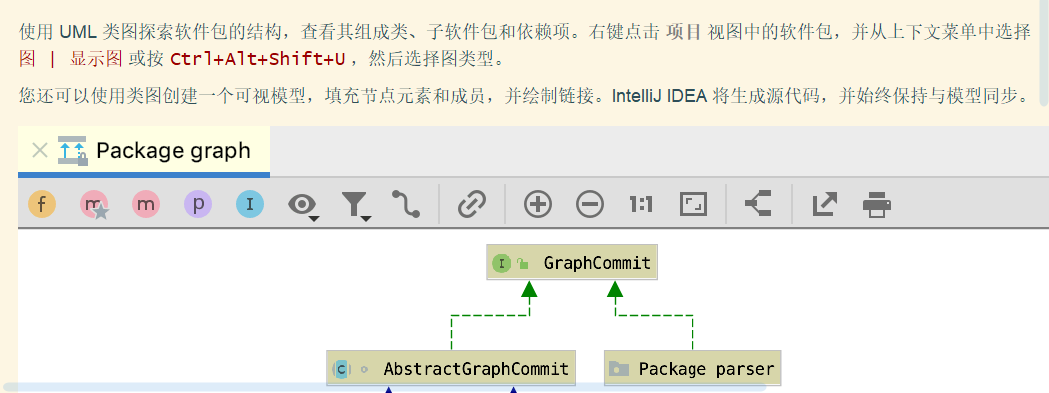 使用 UML 类图探索软件包的结构，查看其组成类、子软件包和依赖项。右键点击 项目 视图中的软件包，并从上下文菜单中选择
图 | 显示图 或按 Ctrl+Alt+Shift+U ，然后选择图类型。
您还可以使用类图创建一个可视模型，填充节点元素和成员，并绘制链接。IntelliJ IDEA 将生成源代码，并始终保持与模型同步。
Package graph
f m m p I 1:1
I GraphCommit
C AbstractGraphCommit Package parser